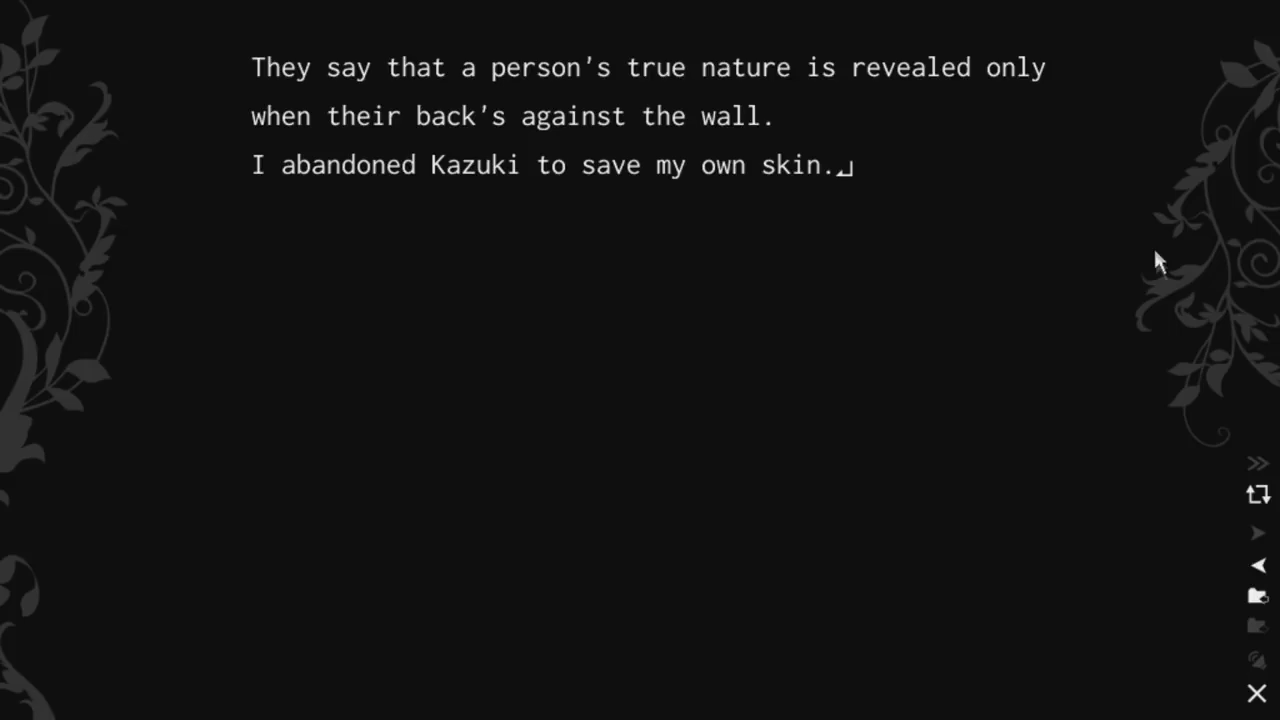 They say that a person's true nature is revealed only
when their back's against the wall.
I abandoned Kazuki to save my own skin.